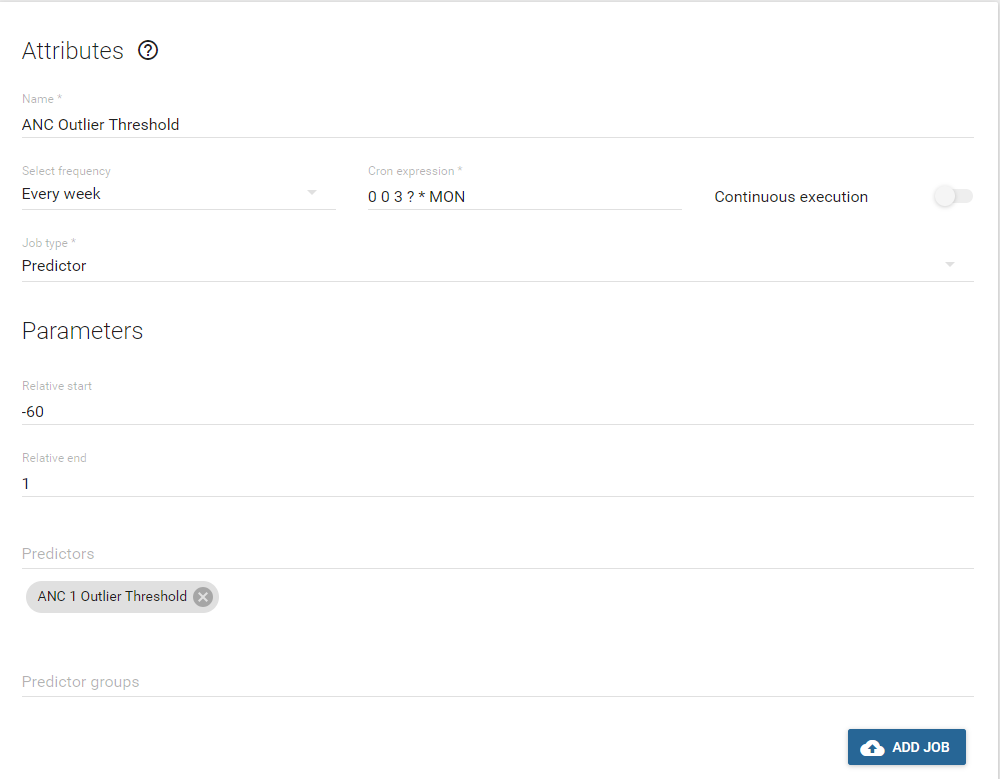 Attributes ?
Name *
ANC Outlier Threshold
Select frequency
Every week
Cron expression *
0 0 3 ? * MON
Continuous execution
Job type *
Predictor
Parameters
Relative start
-60
Relative end
1
Predictors
ANC 1 Outlier Threshold
Predictor groups
ADD JOB